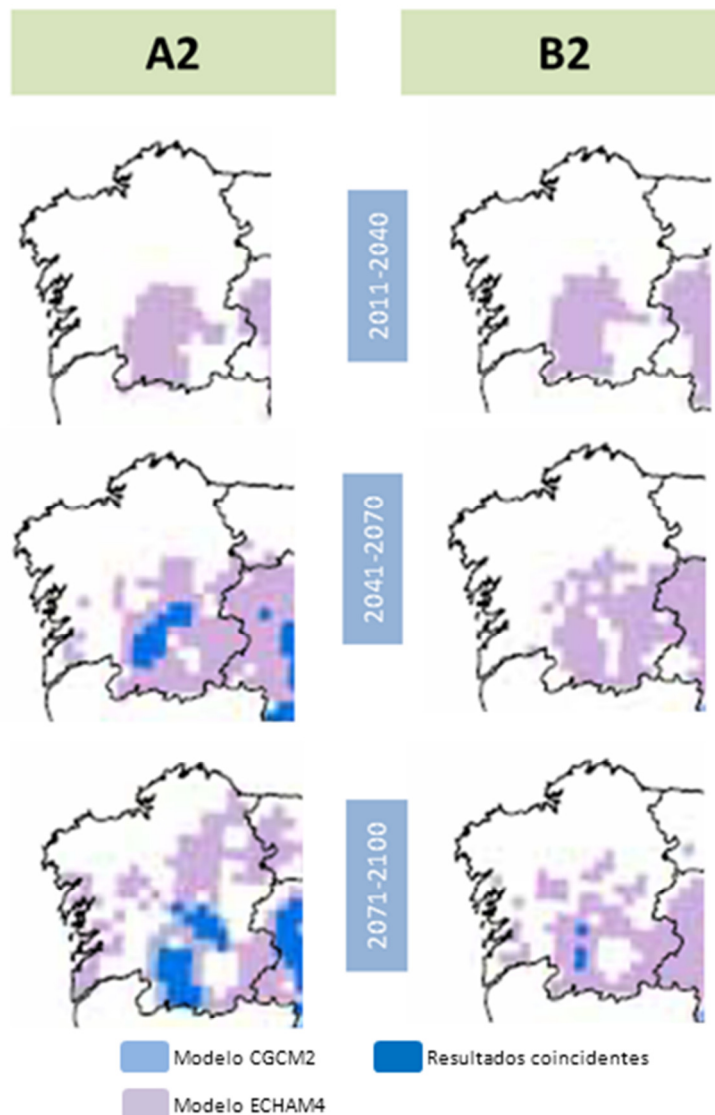 A2
B2
2011-2040
2041-2070
2071-2100
Modelo CGCM2
Resultados coincidentes
Modelo ECHAM4